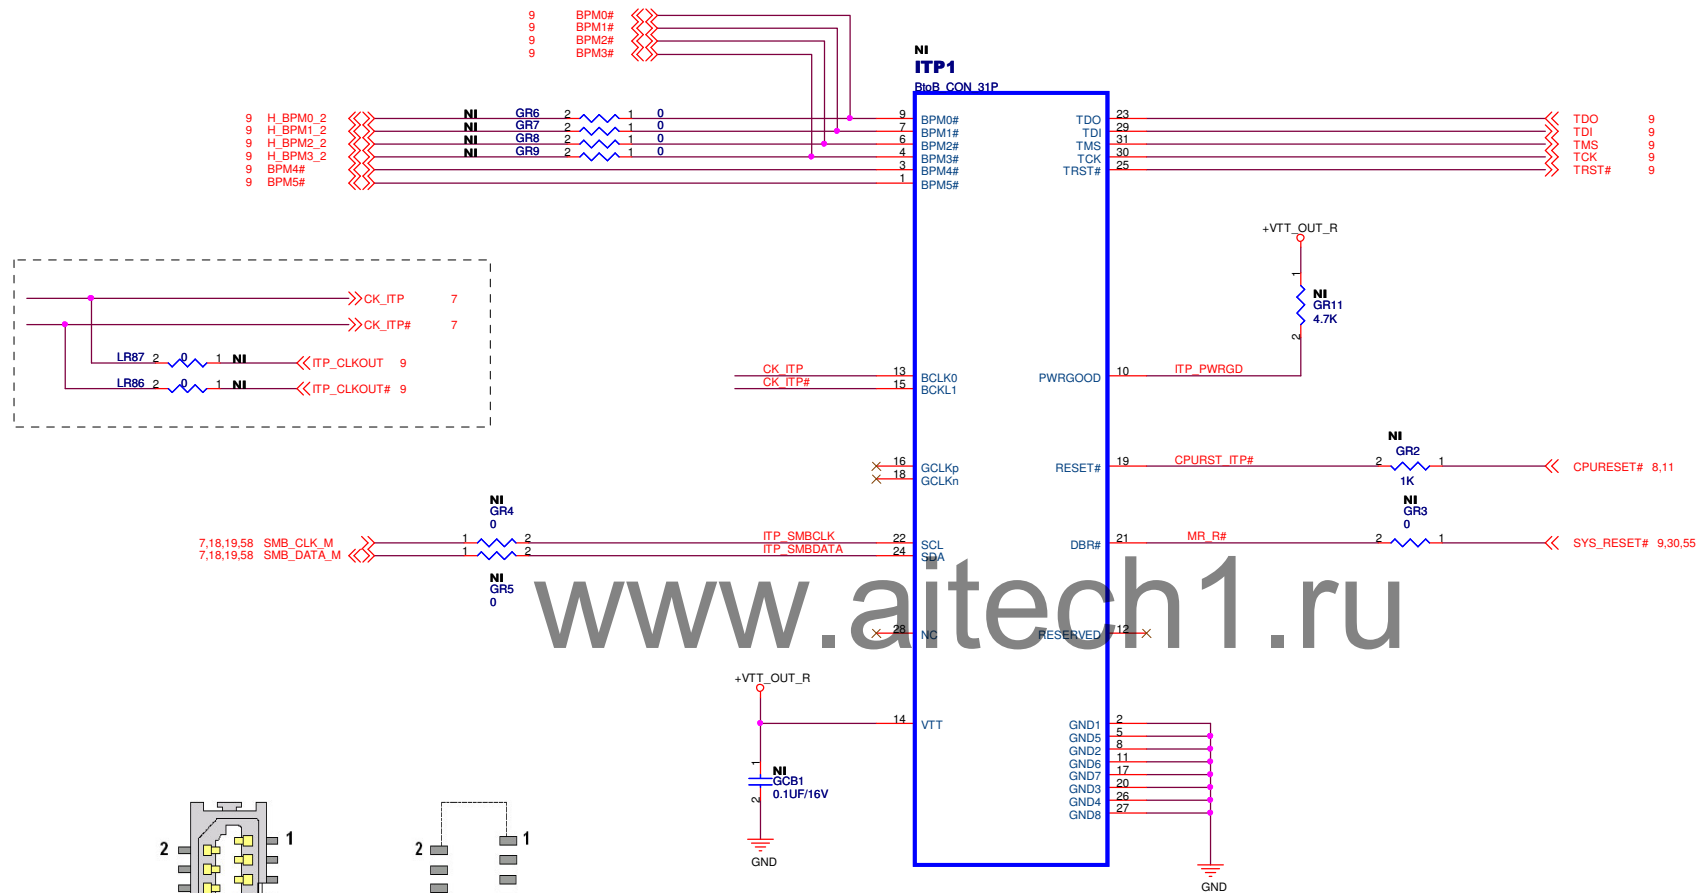 9 BPM0#
9 BPM1#
9 BPM2#
9 BPM3#
NI
ITP1
BtoB_CON_31P
9 H_BPM0_2 NI GR6 2 1 0 9 BPM0# TDO 23 TDO 9
9 H_BPM1_2 NI GR7 2 1 0 7 BPM1# TDI 29 TDI 9
9 H_BPM2_2 NI GR8 2 1 0 6 BPM2# TMS 31 TMS 9
9 H_BPM3_2 NI GR9 2 1 0 4 BPM3# TCK 30 TCK 9
9 BPM4# 3 BPM4# TRST# 25 TRST# 9
9 BPM5# 1 BPM5#
+VTT_OUT_R
1
NI
GR11
4.7K
2
CK_ITP 7
CK_ITP# 7
LR87 2 0 1 NI ITP_CLKOUT 9
LR86 2 0 1 NI ITP_CLKOUT# 9
CK_ITP 13 BCLK0 PWRGOOD 10 ITP_PWRGD
CK_ITP# 15 BCKL1
NI
GR2
16 GCLKp RESET# 19 CPURST_ITP# 2 1 CPURESET# 8,11
18 GCLKn
1K
NI
GR4
0
NI
GR3
0
7,18,19,58 SMB_CLK_M 1 2 ITP_SMBCLK 22 SCL DBR# 21 MR_R# 2 1 SYS_RESET# 9,30,55
7,18,19,58 SMB_DATA_M 1 2 ITP_SMBDATA 24 SDA
NI
GR5
0
www.aitech1.ru
28 NC RESERVED 12
+VTT_OUT_R
14 VTT
1
NI
GCB1
0.1UF/16V
2
GND
GND1 2
GND5 5
GND2 8
GND6 11
GND7 17
GND3 20
GND4 26
GND8 27
GND
2 1
2 1